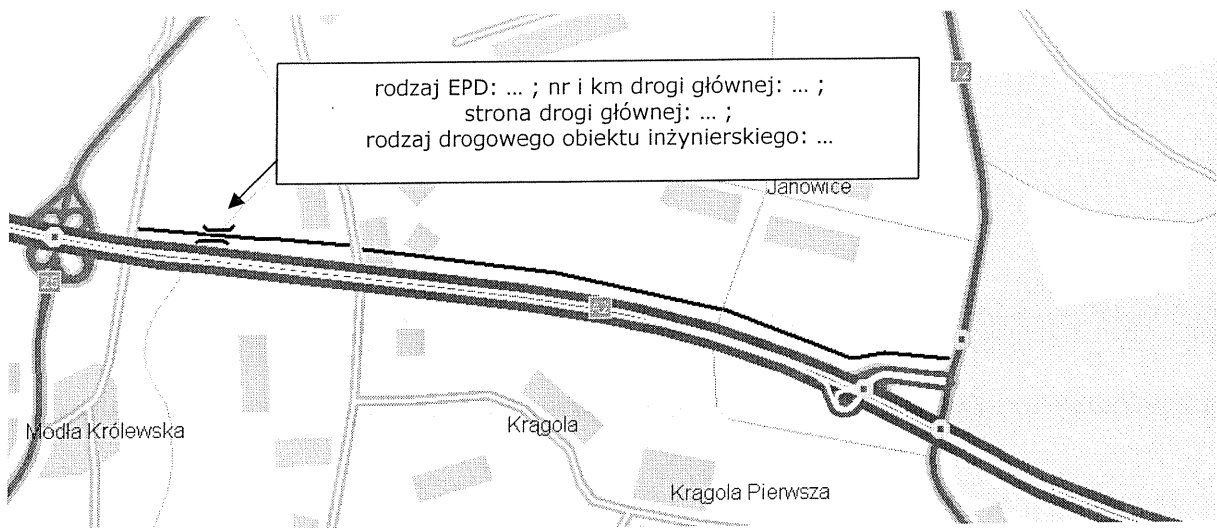 rodzaj EPD: ... ; nr i km drogi głównej: ... ;
strona drogi głównej: ... ;
rodzaj drogowego obiektu inżynierskiego: ...
72
Janowice
25
Modła Królewska
Krągola
Krągola Pierwsza